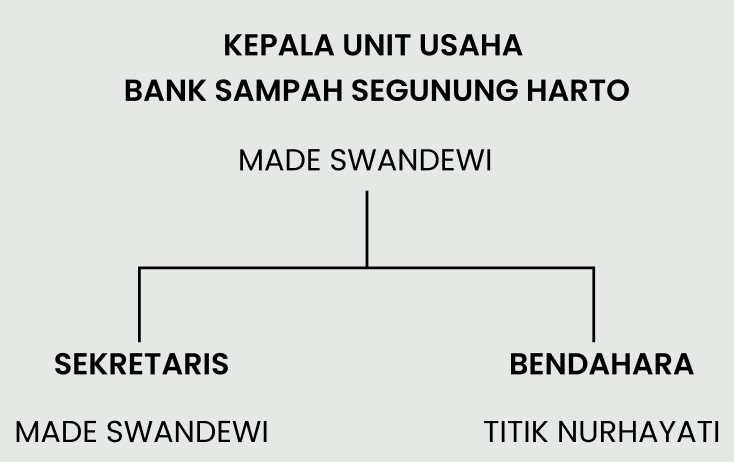 KEPALA UNIT USAHA
BANK SAMPAH SEGUNUNG HARTO
MADE SWANDEWI
SEKRETARIS
MADE SWANDEWI
BENDAHARA
TITIK NURHAYATI